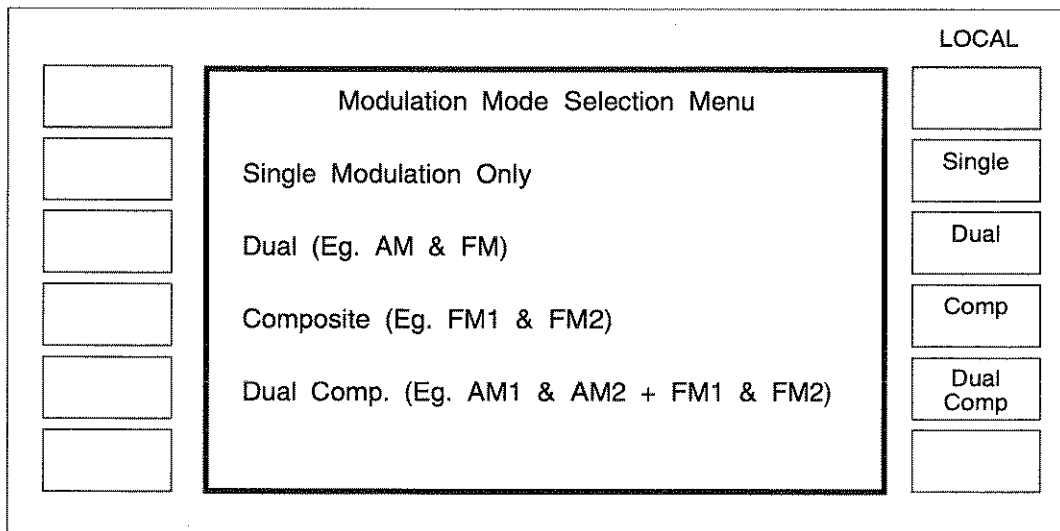 LOCAL
Modulation Mode Selection Menu
Single Modulation Only
Single
Dual (Eg. AM & FM)
Dual
Composite (Eg. FM1 & FM2)
Comp
Dual Comp. (Eg. AM1 & AM2 + FM1 & FM2)
Dual
Comp